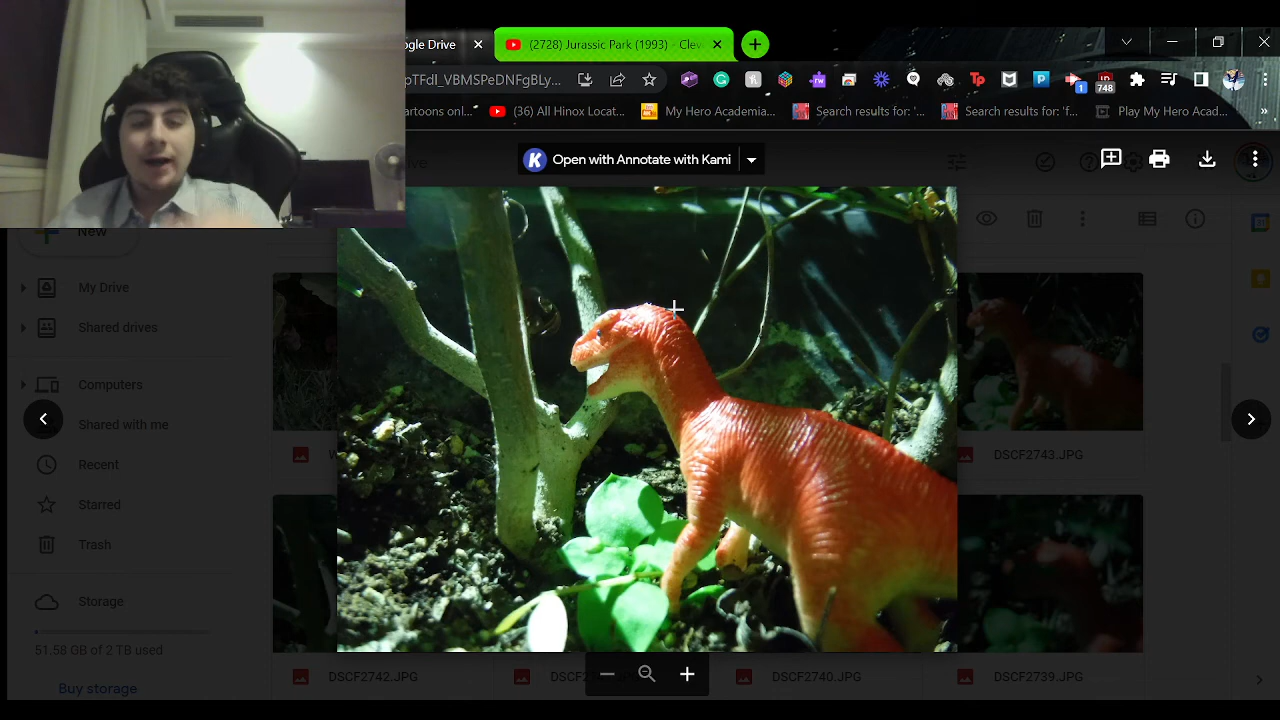 ogle Drive
(2728) Jurassic Park (1993) - Clev
pTFdl_VBMSPeDNFgBLy...
1
748
artoons onl...
(36) All Hinox Locat...
My Hero Academia...
Search results for: '...
Search results for: 'f...
Play My Hero Acad...
»
K Open with Annotate with Kami
New
My Drive
Shared drives
Computers
Shared with me
Recent
Starred
Trash
Storage
51.58 GB of 2 TB used
Buy storage
DSCF2743.JPG
DSCF2742.JPG
DSCF2740.JPG
DSCF2739.JPG